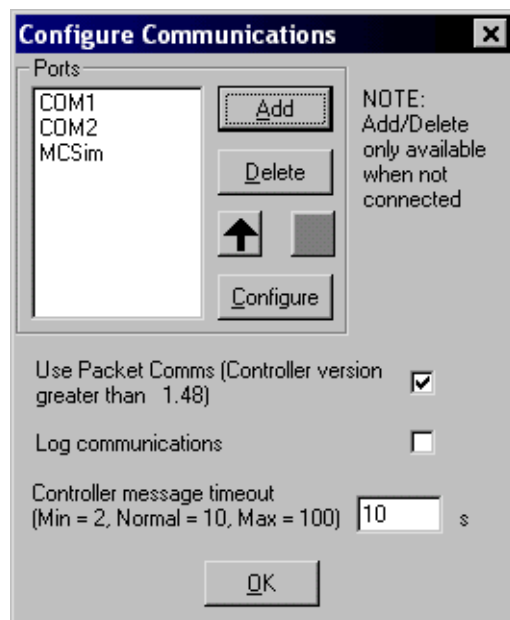 Configure Communications
Ports
COM1
COM2
MCSim
Add
Delete
Configure
NOTE:
Add/Delete
only available
when not
connected
Use Packet Comms (Controller version
greater than 1.48)
Log communications
Controller message timeout
(Min = 2, Normal = 10, Max = 100) 10 s
OK